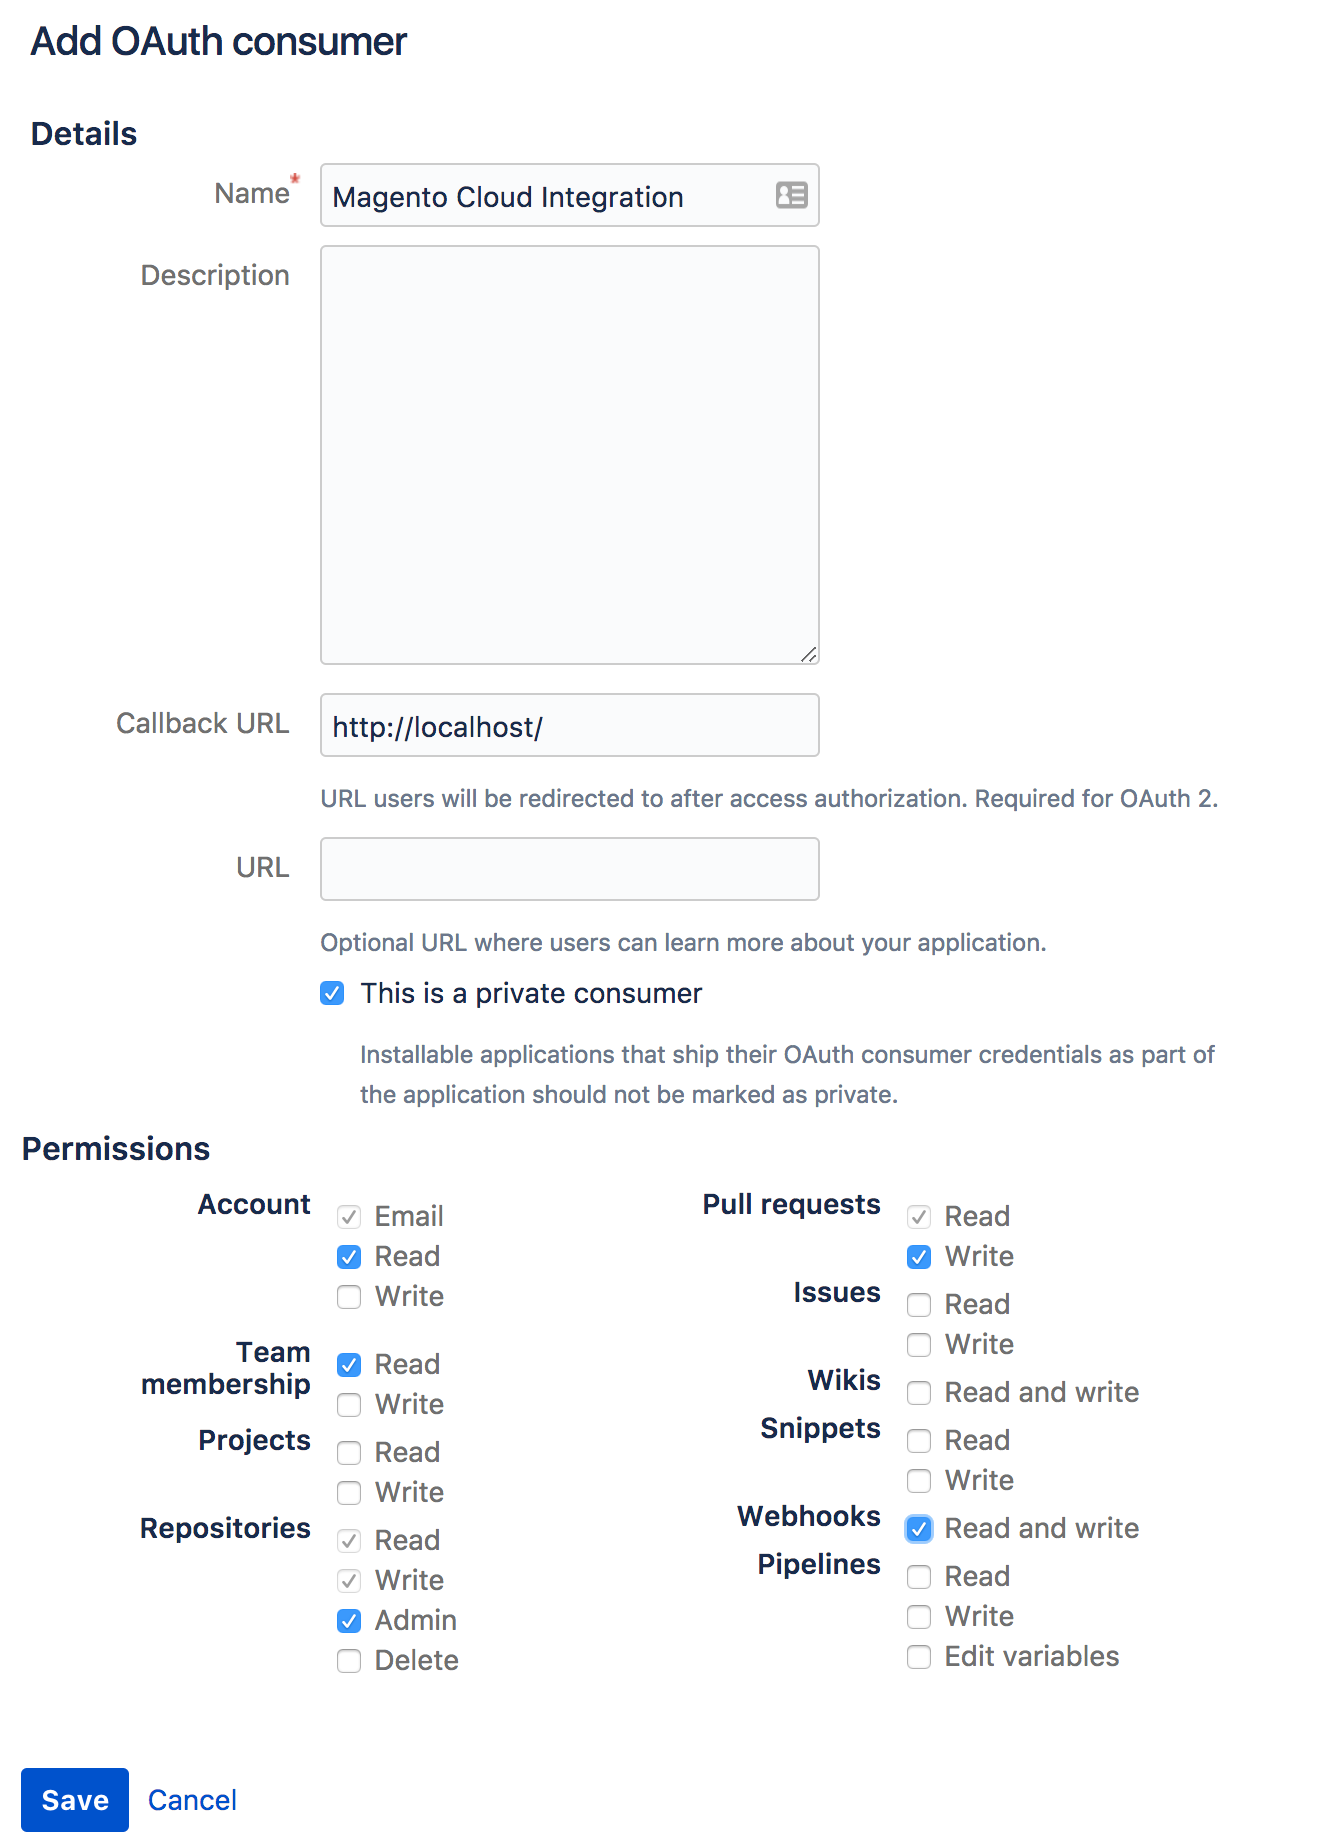 Add OAuth consumer
Details
Name*
Magento Cloud Integration
Description
Callback URL
http://localhost/
URL users will be redirected to after access authorization. Required for OAuth 2.
URL
Optional URL where users can learn more about your application.
This is a private consumer
Installable applications that ship their OAuth consumer credentials as part of
the application should not be marked as private.
Permissions
Account
Email
Read
Write
Team
membership
Read
Write
Projects
Read
Write
Repositories
Read
Write
Admin
Delete
Pull requests
Read
Write
Issues
Read
Write
Wikis
Read and write
Snippets
Read
Write
Webhooks
Read and write
Pipelines
Read
Write
Edit variables
Save
Cancel